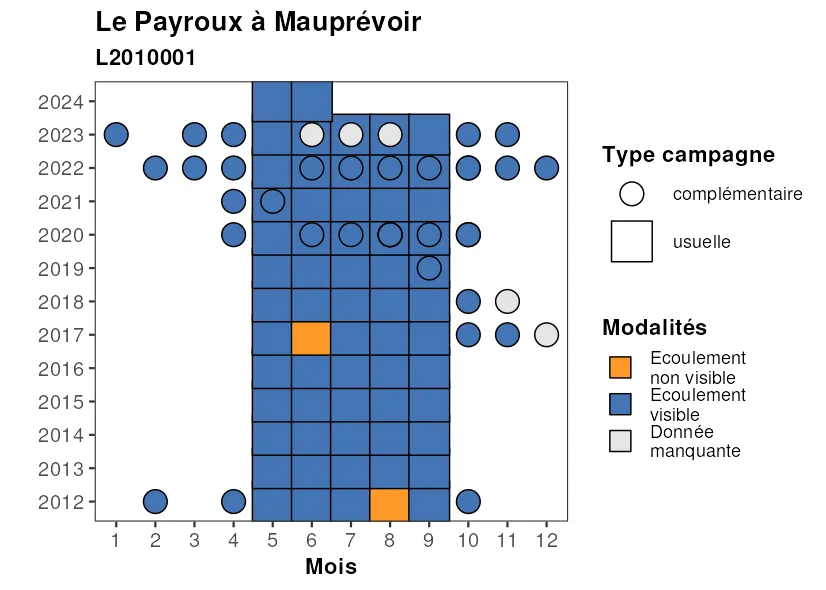 Le Payroux à Mauprévoir
L2010001
2024
2023
2022
2021
2020
2019
2018
2017
2016
2015
2014
2013
2012
1 2 3 4 5 6 7 8 9 10 11 12
Mois
Type campagne
complémentaire
usuelle
Modalités
Ecoulement
non visible
Ecoulement
visible
Donnée
manquante